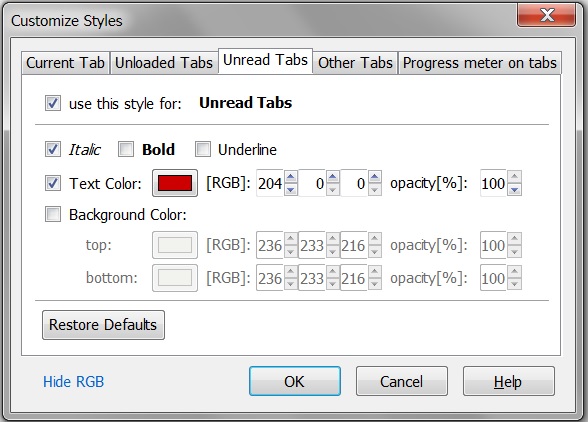 Customize Styles
Current Tab Unloaded Tabs Unread Tabs Other Tabs Progress meter on tabs
use this style for: Unread Tabs
Italic Bold Underline
Text Color: [RGB]: 204 0 0 opacity[%]: 100
Background Color:
top: [RGB]: 236 233 216 opacity[%]: 100
bottom: [RGB]: 236 233 216 opacity[%]: 100
Restore Defaults
Hide RGB OK Cancel Help